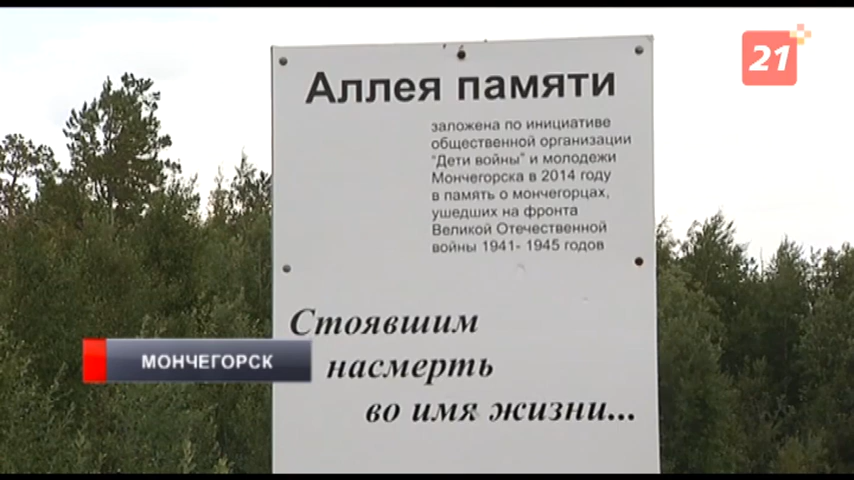 21
Аллея памяти
заложена по инициативе
общественной организации
"Дети войны" и молодежи
Мончегорска в 2014 году
в память о мончегорцах,
ушедших на фронта
Великой Отечественной
войны 1941- 1945 годов
Стоявшим
насмерть
во имя жизни...
МОНЧЕГОРСК